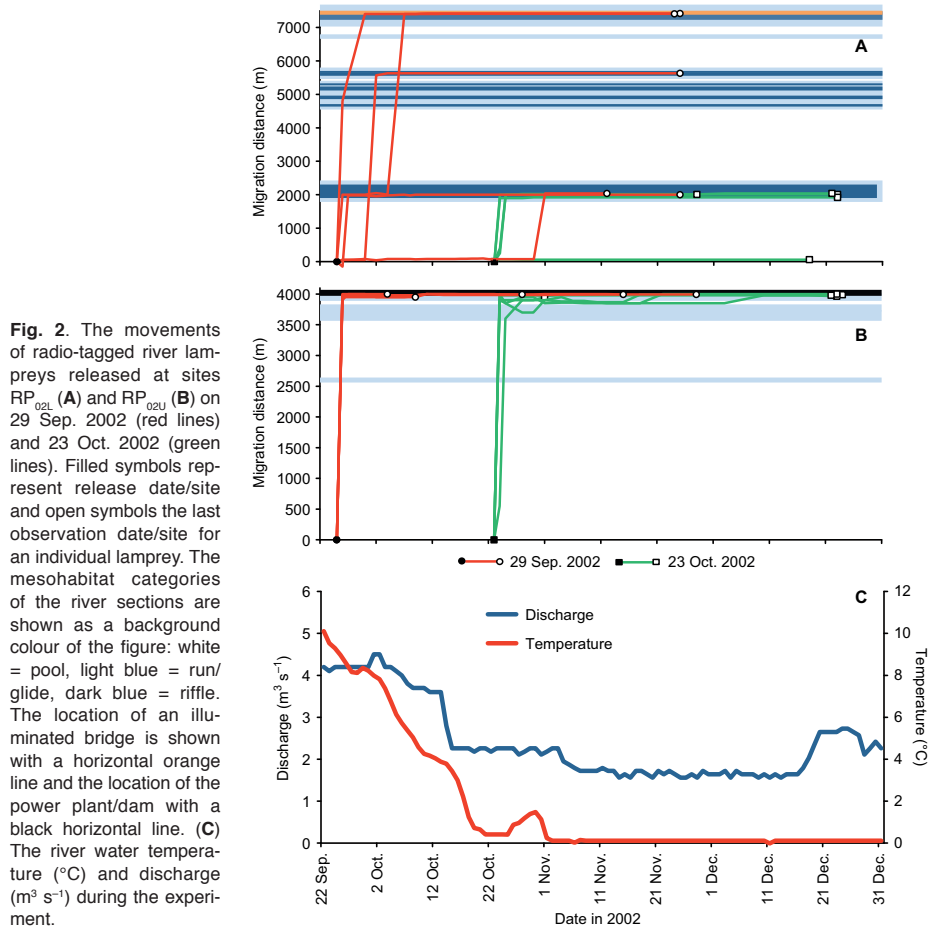 Fig. 2. The movements
of radio-tagged river lam-
preys released at sites
RP02L (A) and RP02U (B) on
29 Sep. 2002 (red lines)
and 23 Oct. 2002 (green
lines). Filled symbols rep-
resent release date/site
and open symbols the last
observation date/site for
an individual lamprey. The
mesohabitat categories
of the river sections are
shown as a background
colour of the figure: white
= pool, light blue = run/
glide, dark blue = riffle.
The location of an illu-
minated bridge is shown
with a horizontal orange
line and the location of the
power plant/dam with a
black horizontal line. (C)
The river water tempera-
ture (°C) and discharge
(m³ s⁻¹) during the experi-
ment.
A
Migration distance (m)
7000
6000
5000
4000
3000
2000
1000
0
B
Migration distance (m)
4000
3500
3000
2500
2000
1500
1000
500
0
29 Sep. 2002 23 Oct. 2002
C
Discharge
Temperature
Discharge (m³ s⁻¹)
6
5
4
3
2
1
0
Temperature (°C)
12
10
8
6
4
2
0
22 Sep.
2 Oct.
12 Oct.
22 Oct.
1 Nov.
11 Nov.
21 Nov.
1 Dec.
11 Dec.
21 Dec.
31 Dec.
Date in 2002